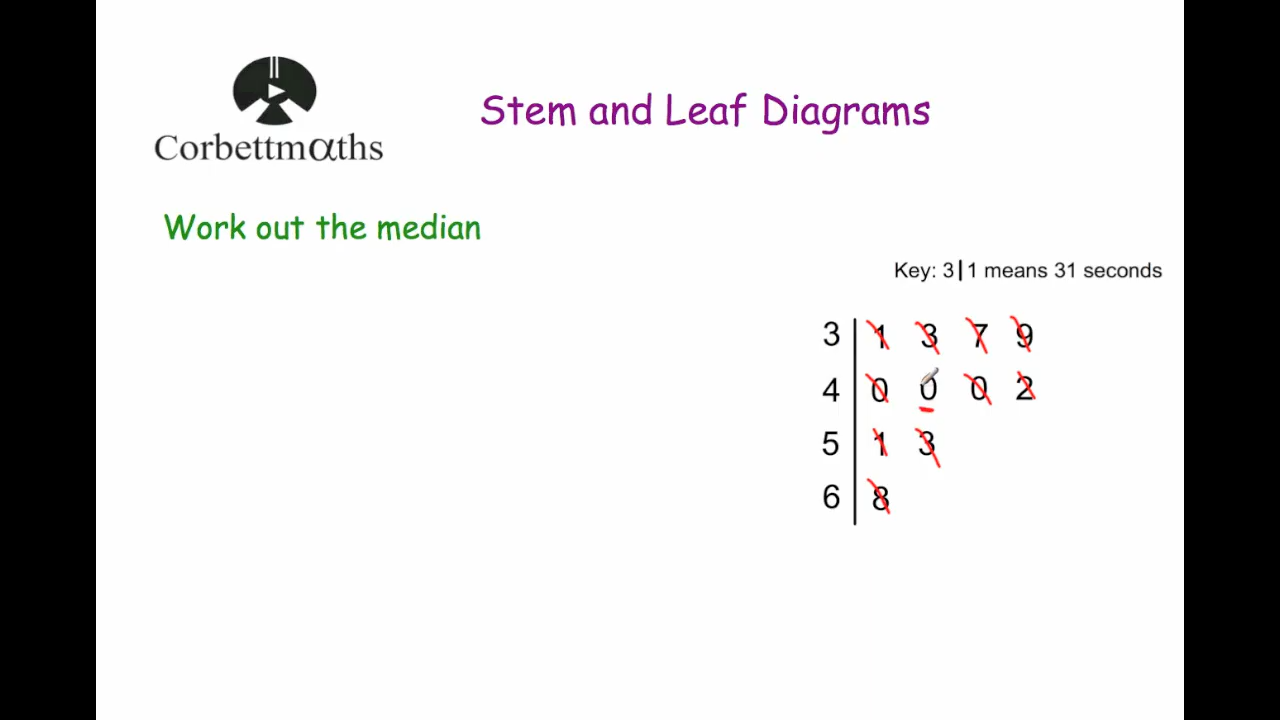 Corbettmαths
Stem and Leaf Diagrams
Work out the median
Key: 3|1 means 31 seconds
3 | 1 3 7 9
4 | 0 0 0 2
5 | 1 3
6 | 8